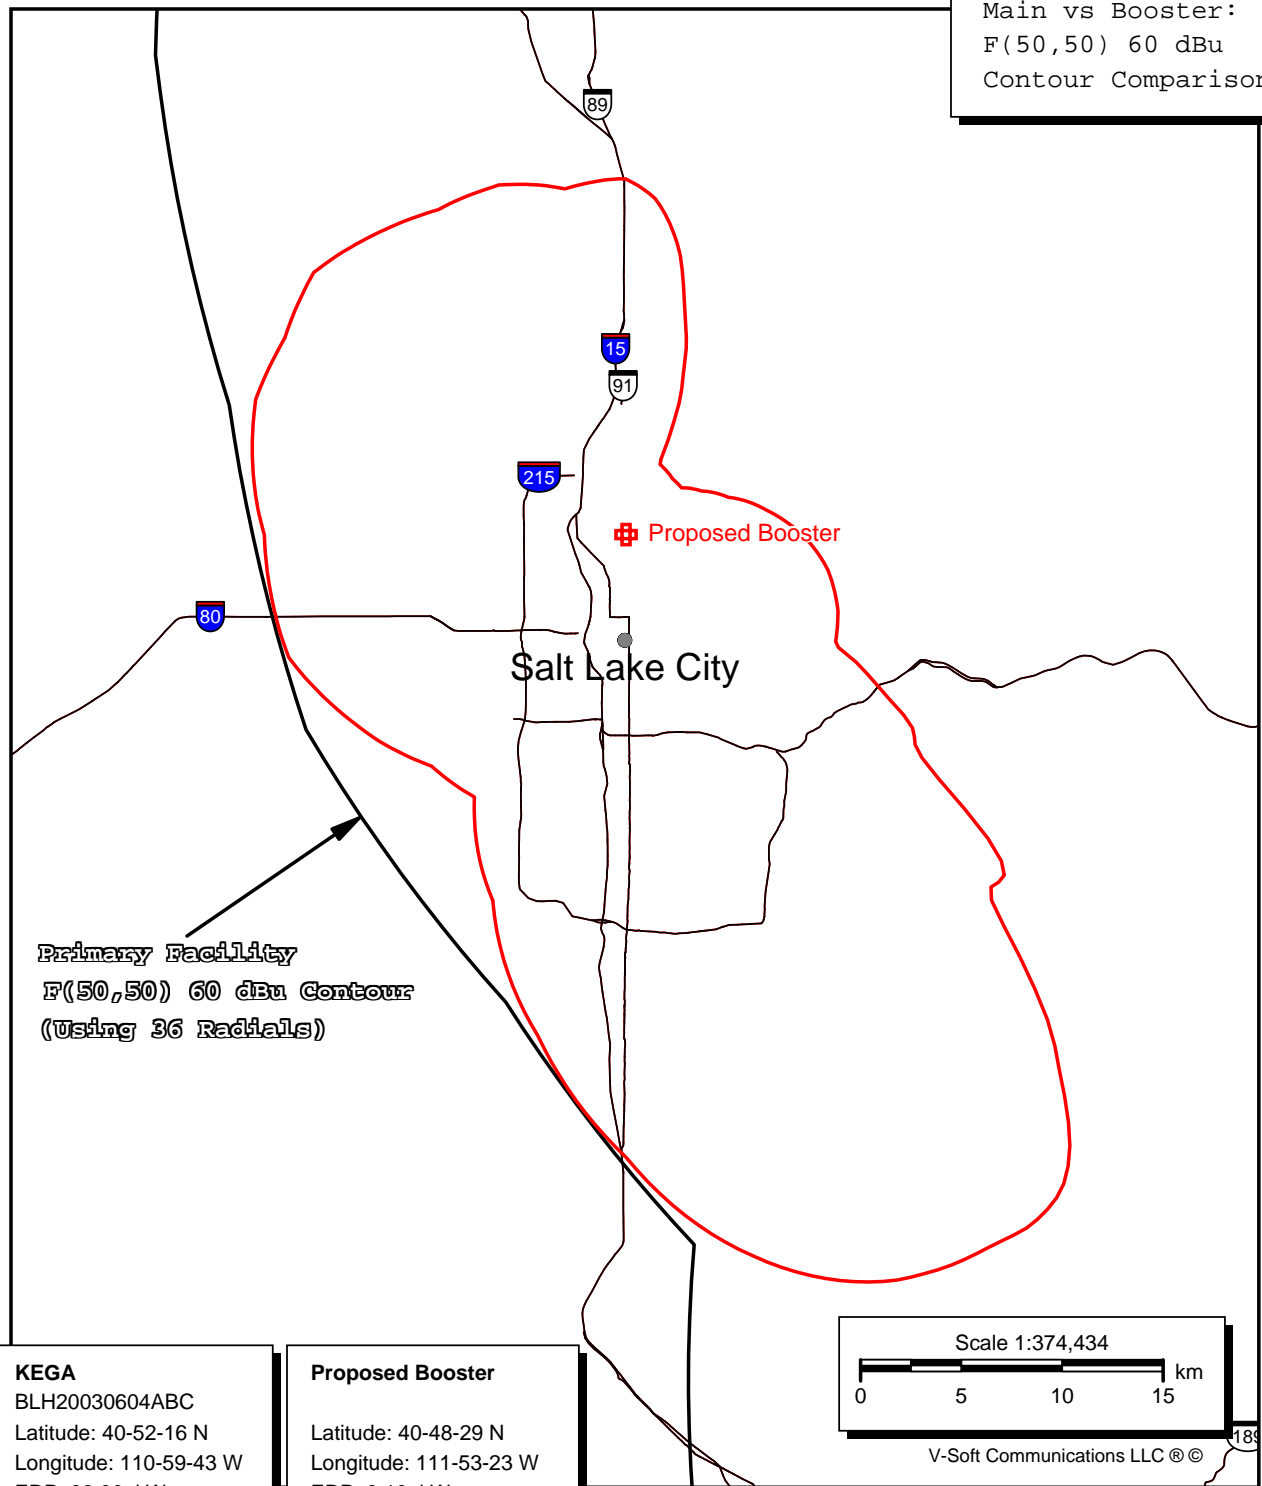 Main vs Booster:
F(50,50) 60 dBu
Contour Comparison
89
15
91
215
Proposed Booster
80
Salt Lake City
Primary Facility
F(50,50) 60 dBu Contour
(Using 36 Radials)
Scale 1:374,434
km
0 5 10 15
V-Soft Communications LLC ® ©
189
KEGA
BLH20030604ABC
Latitude: 40-52-16 N
Longitude: 110-59-43 W
Proposed Booster
Latitude: 40-48-29 N
Longitude: 111-53-23 W